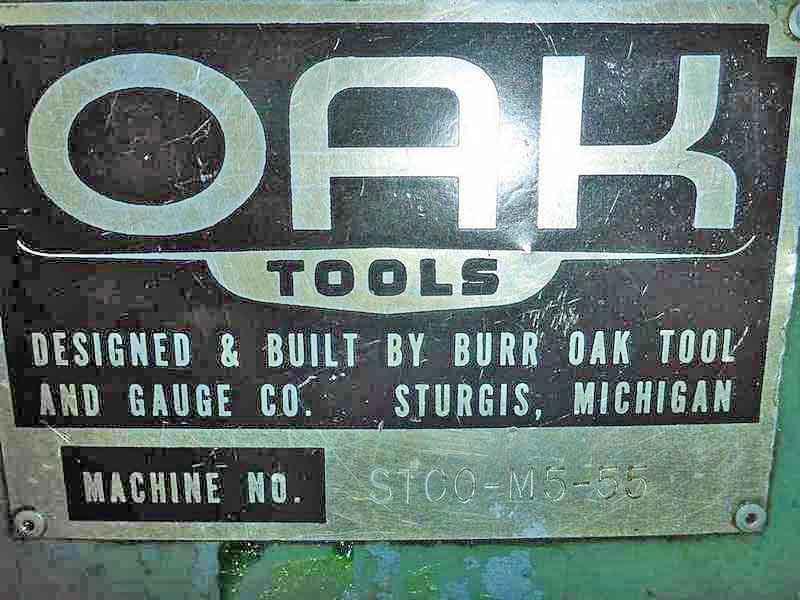 OAK
TOOLS
DESIGNED & BUILT BY BURR OAK TOOL
AND GAUGE CO. STURGIS, MICHIGAN
MACHINE NO. STCO-M5-55